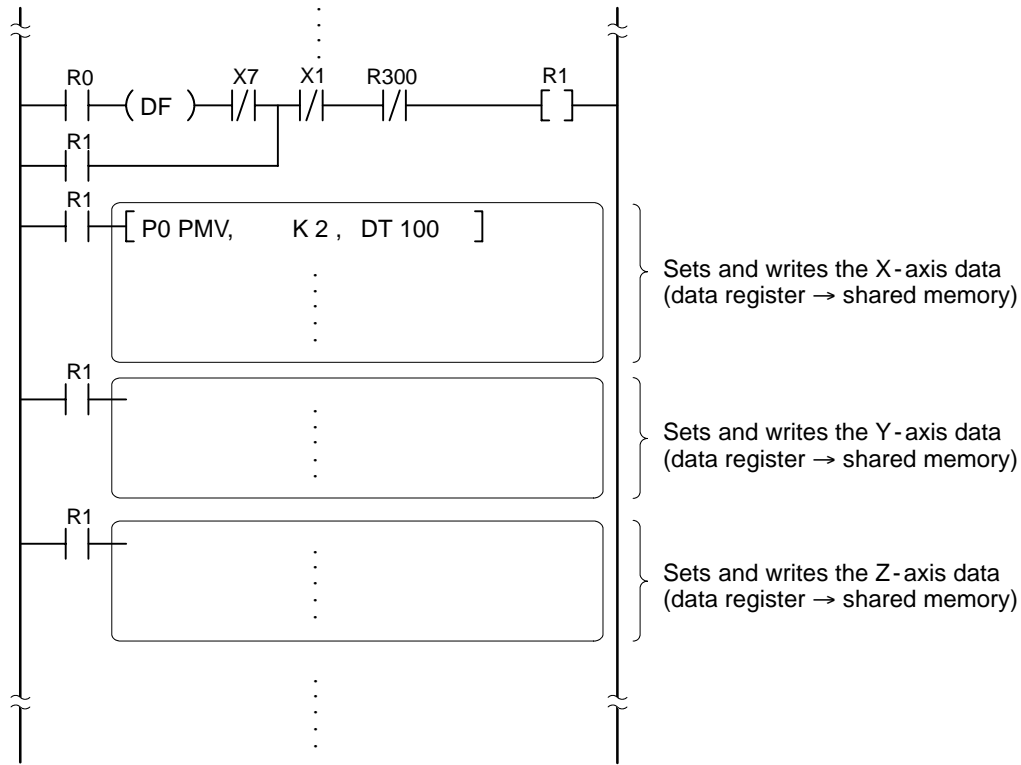 R0 X7 X1 R300 R1
( DF )
R1
R1
[ P0 PMV, K 2 , DT 100 ]
Sets and writes the X-axis data
(data register → shared memory)
R1
Sets and writes the Y-axis data
(data register → shared memory)
R1
Sets and writes the Z-axis data
(data register → shared memory)